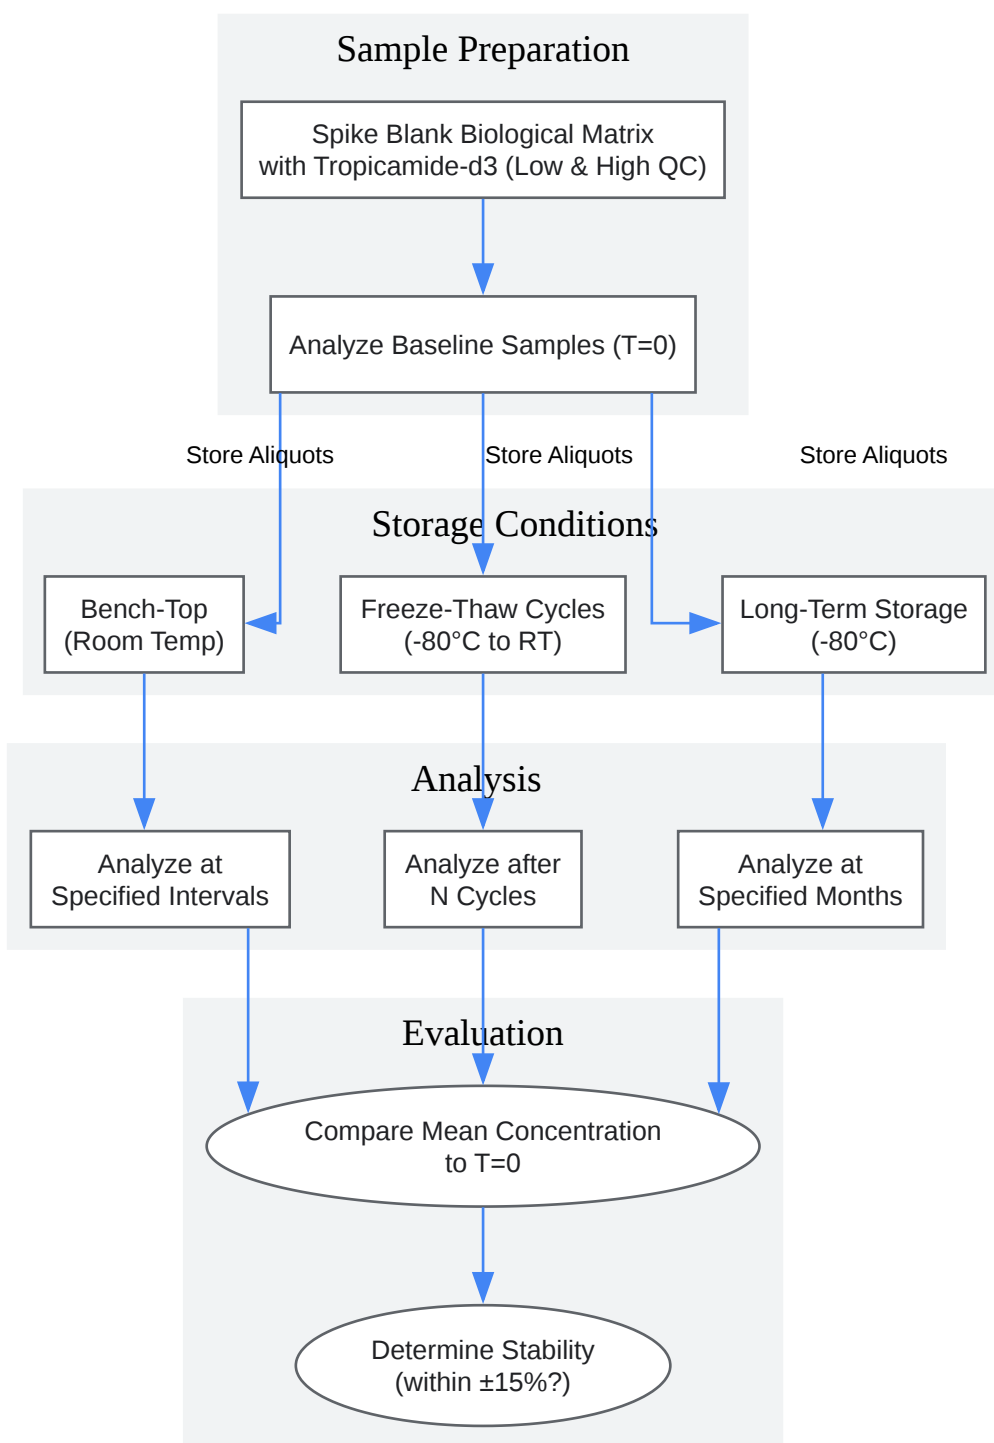 Sample Preparation
Spike Blank Biological Matrix
with Tropicamide-d3 (Low & High QC)
Analyze Baseline Samples (T=0)
Store Aliquots
Store Aliquots
Store Aliquots
Storage Conditions
Bench-Top
(Room Temp)
Freeze-Thaw Cycles
(-80°C to RT)
Long-Term Storage
(-80°C)
Analysis
Analyze at
Specified Intervals
Analyze after
N Cycles
Analyze at
Specified Months
Evaluation
Compare Mean Concentration
to T=0
Determine Stability
(within ±15%?)